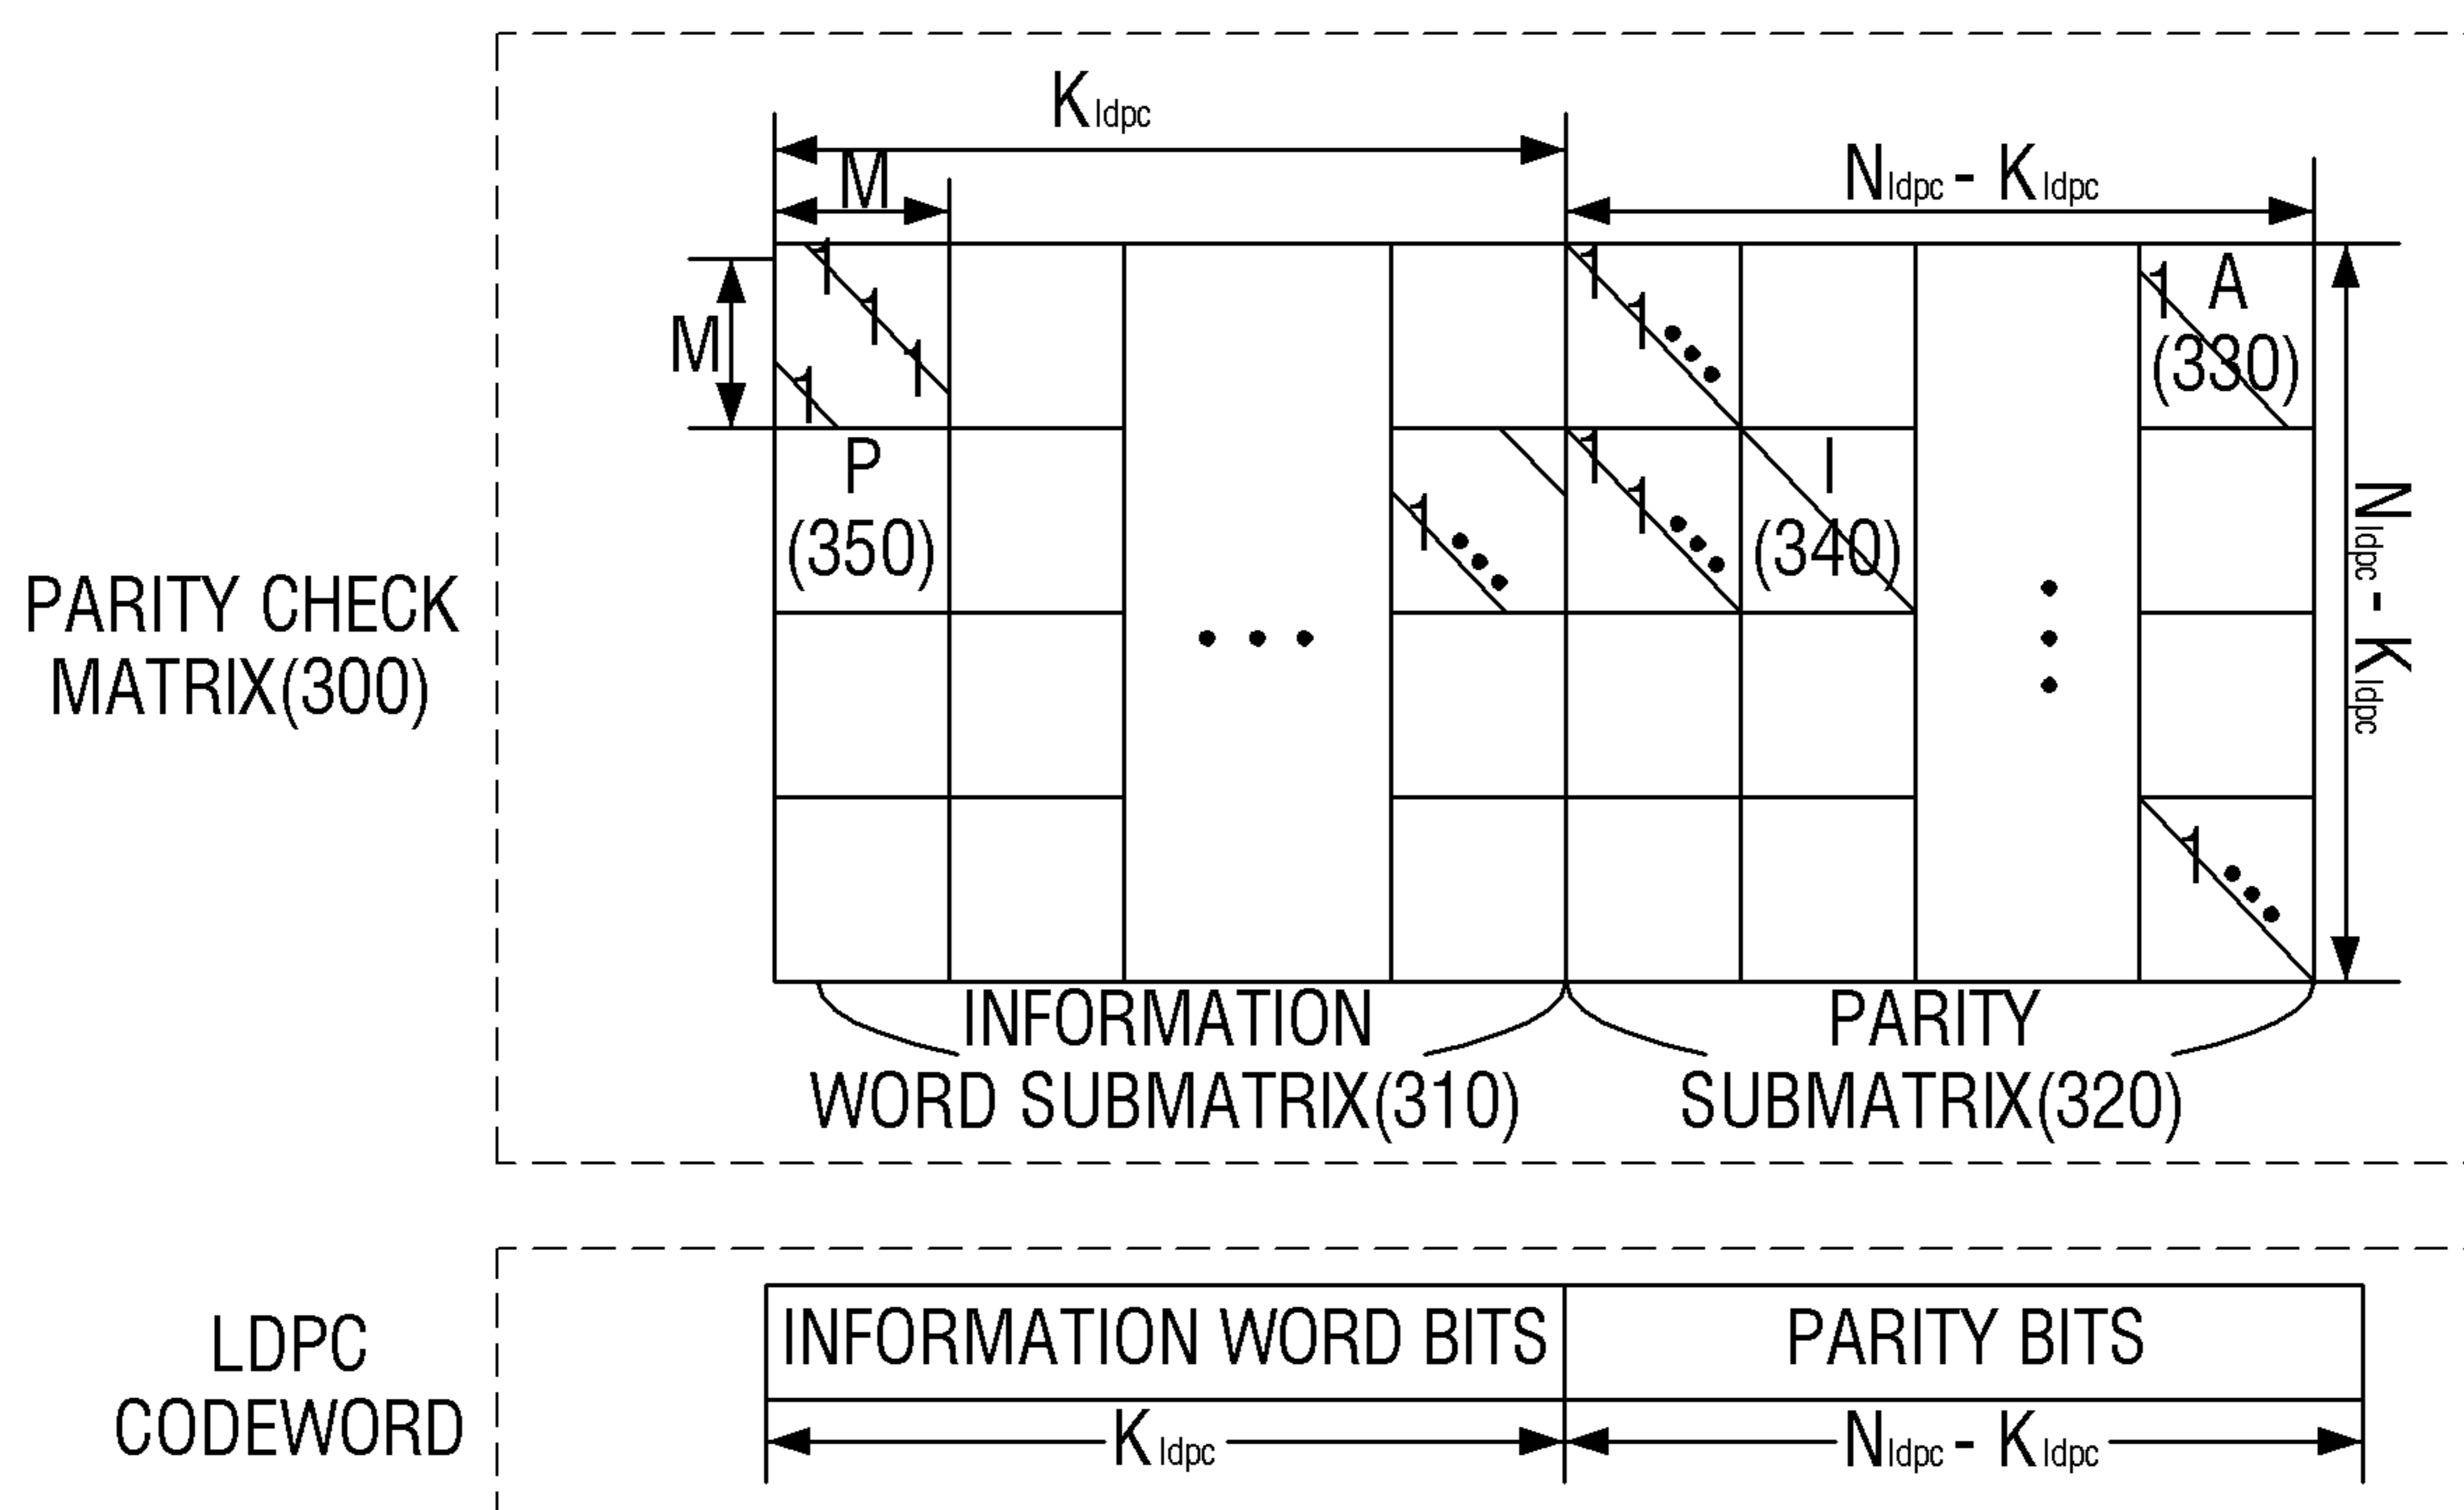 K ldpc
M
N ldpc - K ldpc
1 1 1 1
M
1 1
1 A
(330)
P
(350)
1
1 1
I
(340)
N ldpc - K ldpc
PARITY CHECK
MATRIX(300)
1
INFORMATION
WORD SUBMATRIX(310)
PARITY
SUBMATRIX(320)
LDPC
CODEWORD
INFORMATION WORD BITS
PARITY BITS
K ldpc
N ldpc - K ldpc